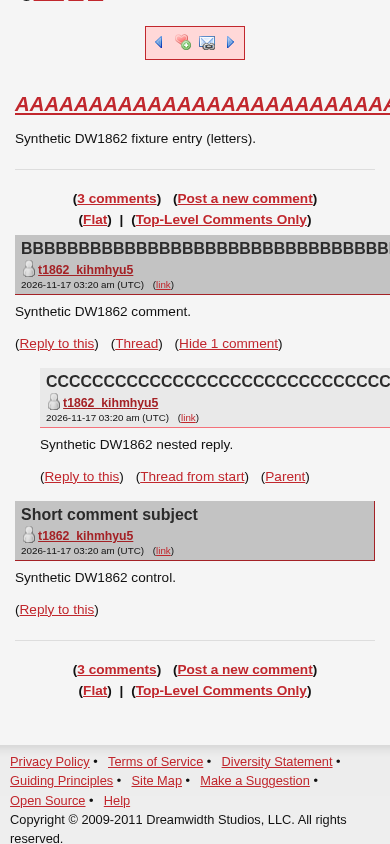 AAAAAAAAAAAAAAAAAAAAAAAAAA
Synthetic DW1862 fixture entry (letters).
(3 comments) (Post a new comment)
(Flat) | (Top-Level Comments Only)
BBBBBBBBBBBBBBBBBBBBBBBBBBBBBBBB
t1862_kihmhyu5
2026-11-17 03:20 am (UTC) (link)
Synthetic DW1862 comment.
(Reply to this) (Thread) (Hide 1 comment)
CCCCCCCCCCCCCCCCCCCCCCCCCCCCCC
t1862_kihmhyu5
2026-11-17 03:20 am (UTC) (link)
Synthetic DW1862 nested reply.
(Reply to this) (Thread from start) (Parent)
Short comment subject
t1862_kihmhyu5
2026-11-17 03:20 am (UTC) (link)
Synthetic DW1862 control.
(Reply to this)
(3 comments) (Post a new comment)
(Flat) | (Top-Level Comments Only)
Privacy Policy • Terms of Service • Diversity Statement •
Guiding Principles • Site Map • Make a Suggestion •
Open Source • Help
Copyright © 2009-2011 Dreamwidth Studios, LLC. All rights
reserved.